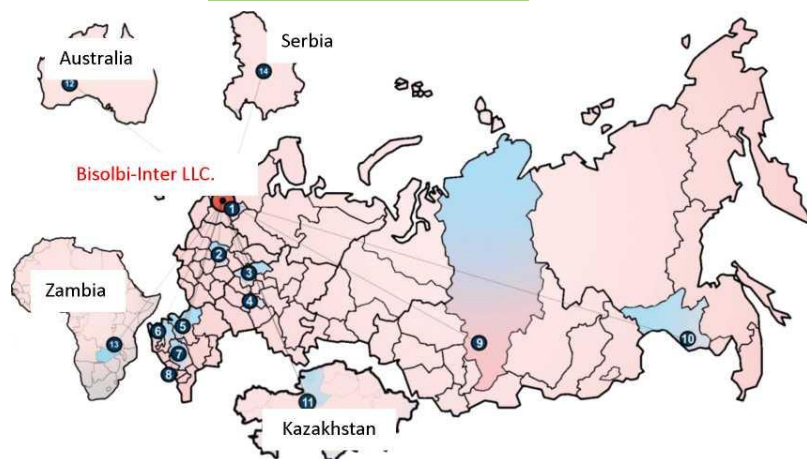 Australia
Serbia
12
14
Bisolbi-Inter LLC.
1
2
3
4
Zambia
5
6
7
8
9
10
13
11
Kazakhstan